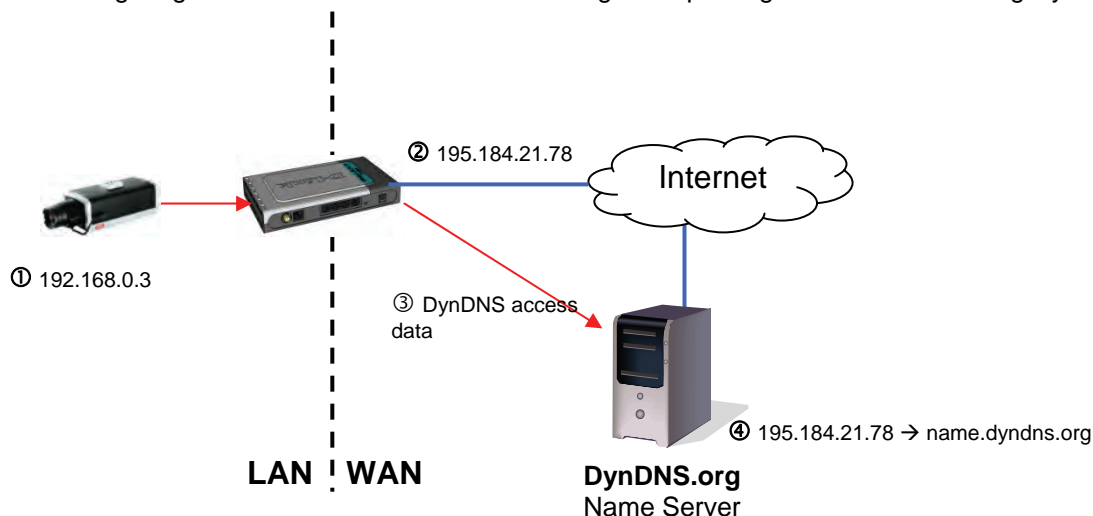 ② 195.184.21.78
Internet
D-Link
① 192.168.0.3
③ DynDNS access
data
④ 195.184.21.78 → name.dyndns.org
LAN WAN
DynDNS.org
Name Server